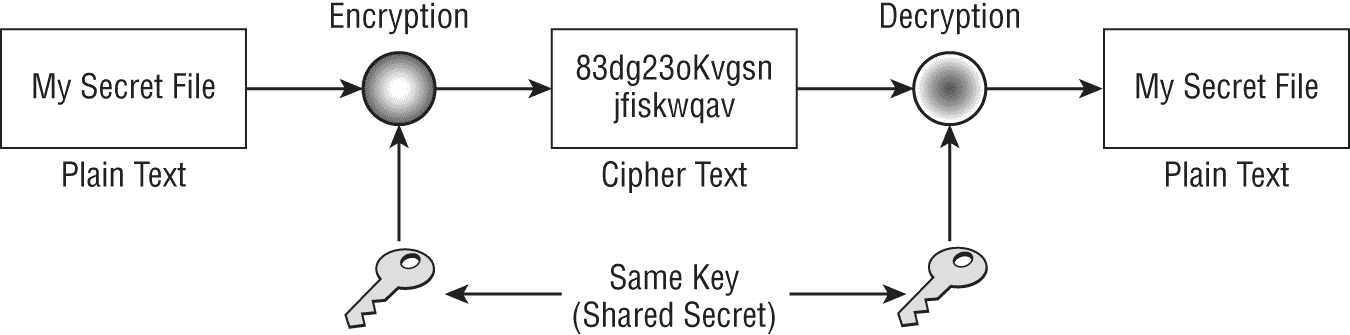 Encryption
Decryption
My Secret File
83dg23oKvgsn
jfiskwqav
My Secret File
Plain Text
Cipher Text
Plain Text
Same Key
(Shared Secret)